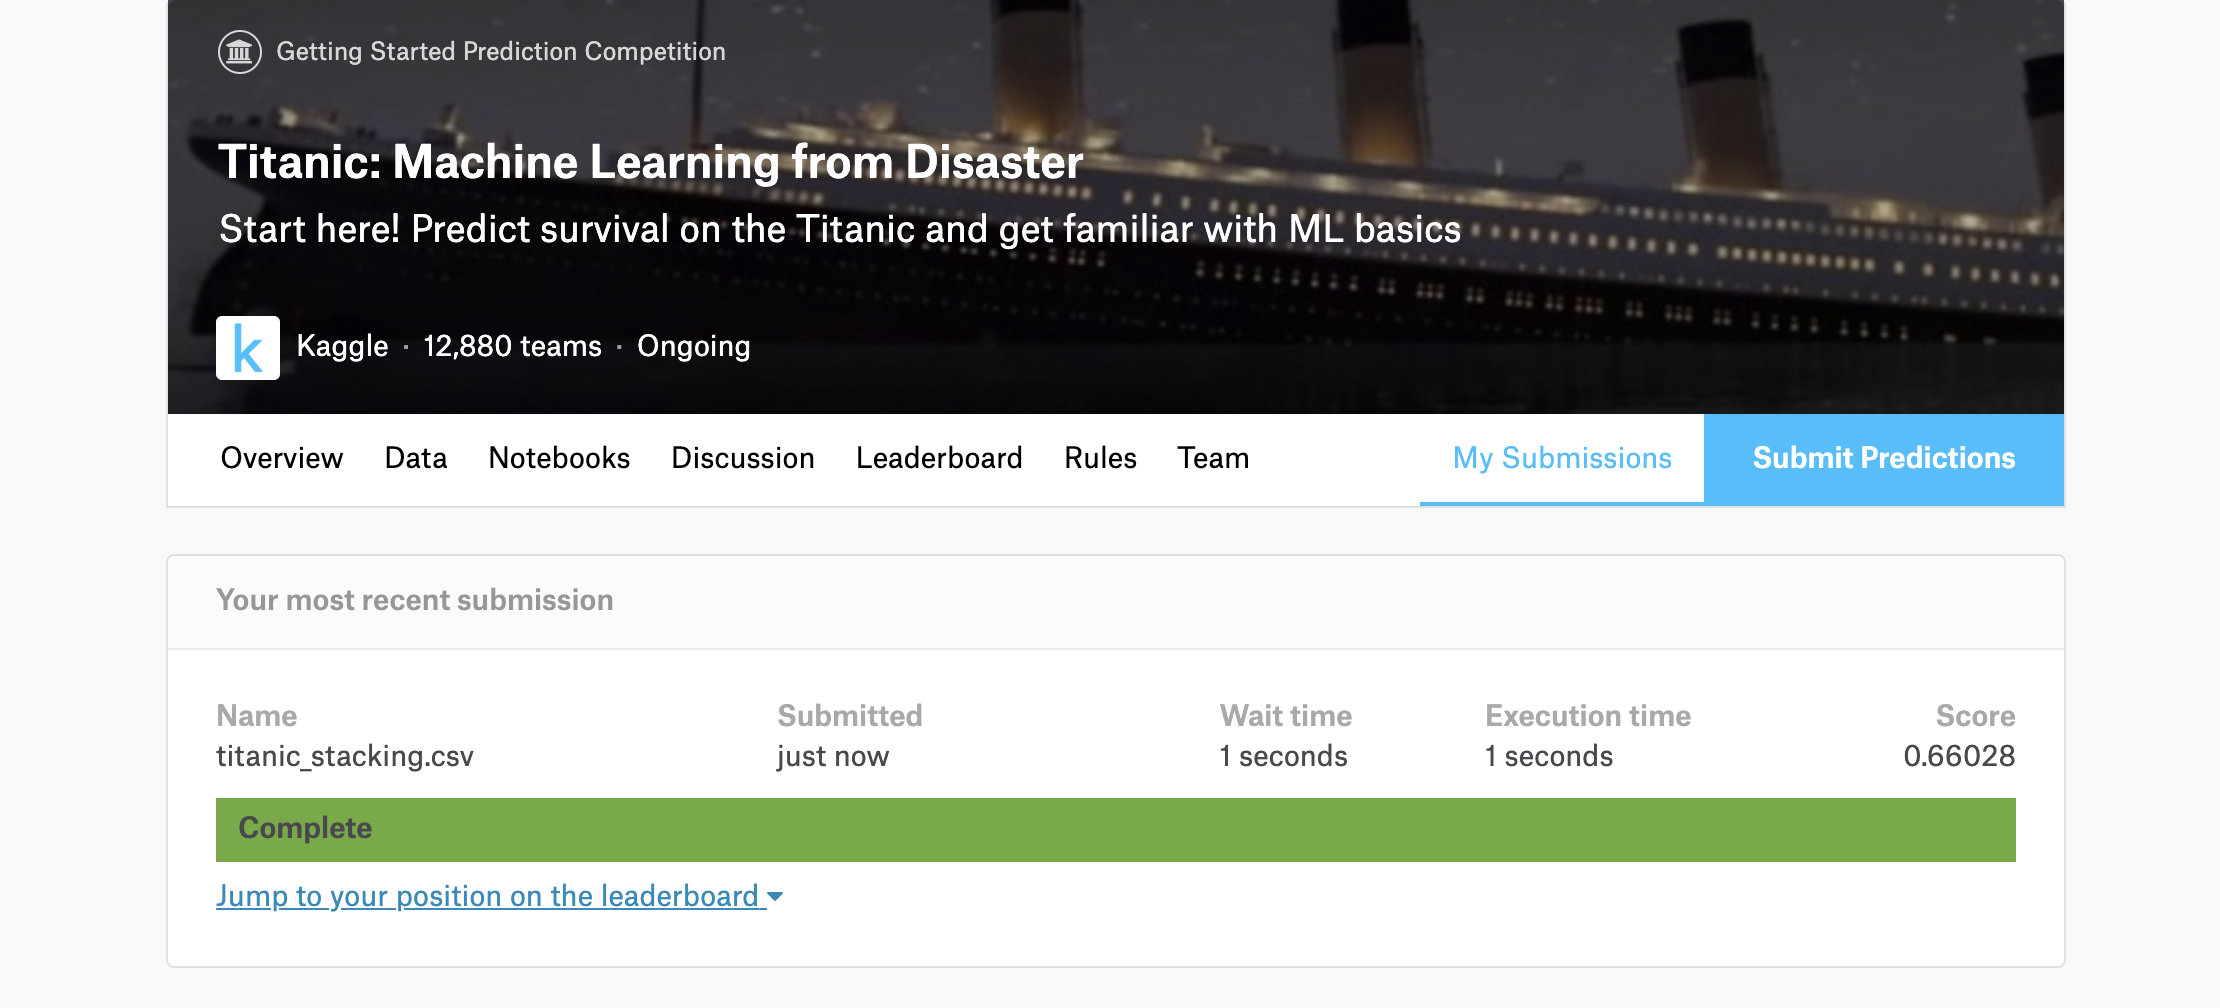 Getting Started Prediction Competition
Titanic: Machine Learning from Disaster
Start here! Predict survival on the Titanic and get familiar with ML basics
k Kaggle · 12,880 teams · Ongoing
Overview Data Notebooks Discussion Leaderboard Rules Team My Submissions Submit Predictions
Your most recent submission
Name Submitted Wait time Execution time Score
titanic_stacking.csv just now 1 seconds 1 seconds 0.66028
Complete
Jump to your position on the leaderboard